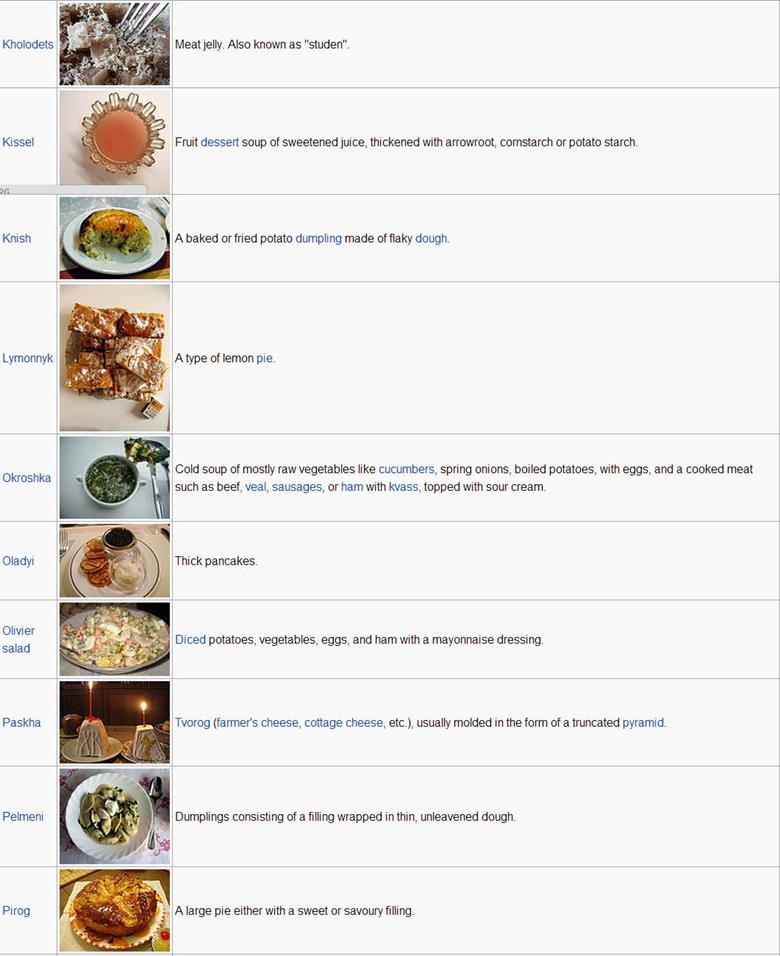 Kholodets
Meat jelly. Also known as "studen".
Kissel
Fruit dessert soup of sweetened juice, thickened with arrowroot, cornstarch or potato starch.
PG
Knish
A baked or fried potato dumpling made of flaky dough.
Lymonnyk
A type of lemon pie.
Okroshka
Cold soup of mostly raw vegetables like cucumbers, spring onions, boiled potatoes, with eggs, and a cooked meat
such as beef, veal, sausages, or ham with kvass, topped with sour cream.
Oladyi
Thick pancakes.
Olivier
salad
Diced potatoes, vegetables, eggs, and ham with a mayonnaise dressing.
Paskha
Tvorog (farmer's cheese, cottage cheese, etc.), usually molded in the form of a truncated pyramid.
Pelmeni
Dumplings consisting of a filling wrapped in thin, unleavened dough.
Pirog
A large pie either with a sweet or savoury filling.